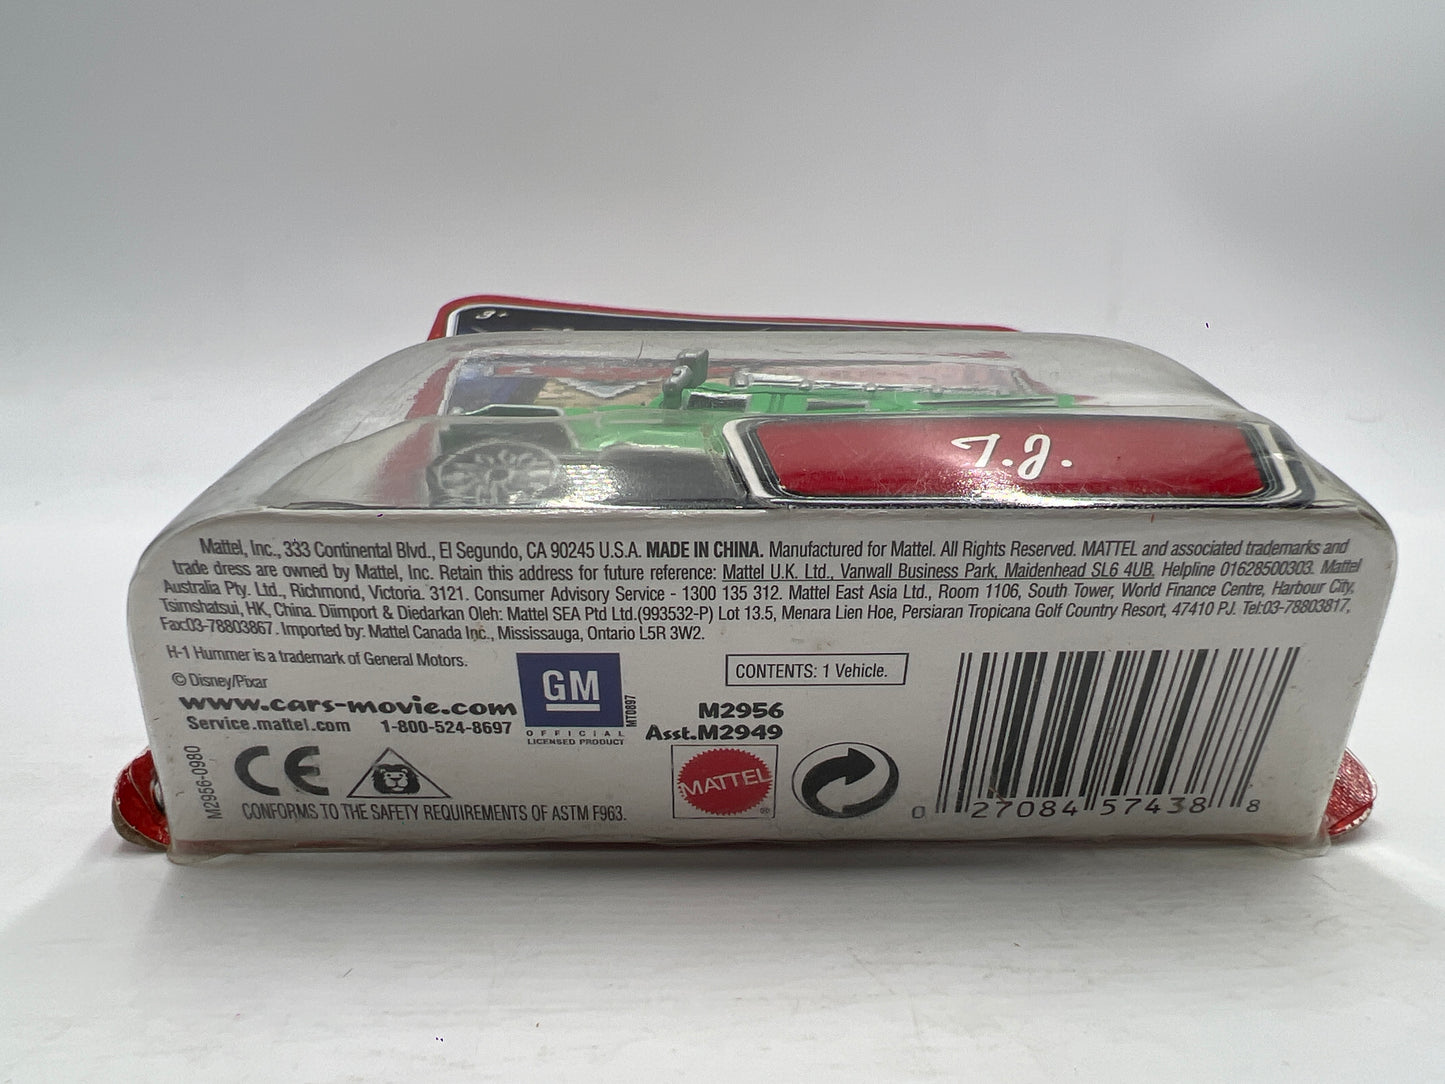 3+
T.J.
Mattel, Inc., 333 Continental Blvd., El Segundo, CA 90245 U.S.A. MADE IN CHINA. Manufactured for Mattel. All Rights Reserved. MATTEL and associated trademarks and
trade dress are owned by Mattel, Inc. Retain this address for future reference: Mattel U.K. Ltd., Vanwall Business Park, Maidenhead SL6 4UB. Helpline 01628500303. Mattel
Australia Pty. Ltd., Richmond, Victoria. 3121. Consumer Advisory Service - 1300 135 312. Mattel East Asia Ltd., Room 1106, South Tower, World Finance Centre, Harbour City,
Tsimshatsui, HK, China. Diimport & Diedarkan Oleh: Mattel SEA Ptd Ltd.(993532-P) Lot 13.5, Menara Lien Hoe, Persiaran Tropicana Golf Country Resort, 47410 PJ. Tel:03-78803817,
Fax:03-78803867. Imported by: Mattel Canada Inc., Mississauga, Ontario L5R 3W2.
H-1 Hummer is a trademark of General Motors.
© Disney/Pixar
www.cars-movie.com
Service.mattel.com 1-800-524-8697
GM
OFFICIAL
LICENSED PRODUCT
MT0897
CONTENTS: 1 Vehicle.
M2956
Asst.M2949
M2956-0980
CE
CONFORMS TO THE SAFETY REQUIREMENTS OF ASTM F963.
MATTEL
®
0 27084 57438 8